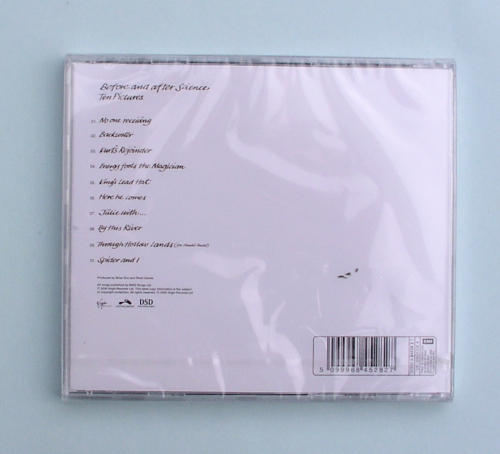 Before and after Science:
Ten Pictures
01. No one receiving
02. Backwater
03. Kurt's Rejoinder
04. Energy fools the Magician
05. King's Lead Hat
06. Here he comes
07. Julie with....
08. By this River
09. Through Hollow Lands (for Harold Budd)
10. Spider and I
Produced by Brian Eno and Rhett Davies
Virgin
DSD
5 099968 452827